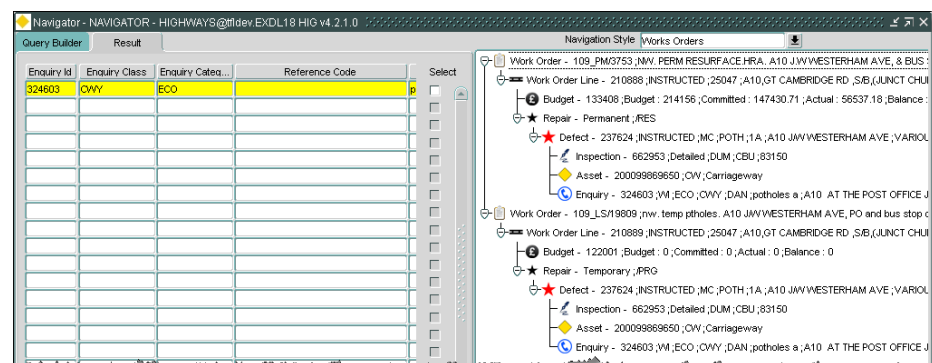 Navigator - NAVIGATOR - HIGHWAYS@tfldev.EXDL18 HIG v4.2.1.0
Query Builder Result
Navigation Style Works Orders
Enquiry Id Enquiry Class Enquiry Categ... Reference Code Select
324603 CWY ECO p
Work Order - 109_PM/3753 ;NW. PERM RESURFACE.HRA. A10 J.W WESTERHAM AVE, & BUS
Work Order Line - 210888 ;INSTRUCTED ;25047 ;A10,GT CAMBRIDGE RD ,S/B,(JUNCT CHU
Budget - 133408 ;Budget : 214156 ;Committed : 147430.71 ;Actual : 56537.18 ;Balance :
Repair - Permanent ;/RES
Defect - 237624 ;INSTRUCTED ;MC ;POTH ;1A ;A10 J/W WESTERHAM AVE ;VARIOL
Inspection - 662953 ;Detailed ;DUM ;CBU ;83150
Asset - 200099869650 ;CW ;Carriageway
Enquiry - 324603 ;WI ;ECO ;CWY ;DAN ;potholes a ;A10 AT THE POST OFFICE J
Work Order - 109_LS/19809 ;nw. temp ptholes. A10 J/W WESTERHAM AVE, PO and bus stop
Work Order Line - 210889 ;INSTRUCTED ;25047 ;A10,GT CAMBRIDGE RD ,S/B,(JUNCT CHU
Budget - 122001 ;Budget : 0 ;Committed : 0 ;Actual : 0 ;Balance : 0
Repair - Temporary ;/PRG
Defect - 237624 ;INSTRUCTED ;MC ;POTH ;1A ;A10 J/W WESTERHAM AVE ;VARIOL
Inspection - 662953 ;Detailed ;DUM ;CBU ;83150
Asset - 200099869650 ;CW ;Carriageway
Enquiry - 324603 ;WI ;ECO ;CWY ;DAN ;potholes a ;A10 AT THE POST OFFICE J